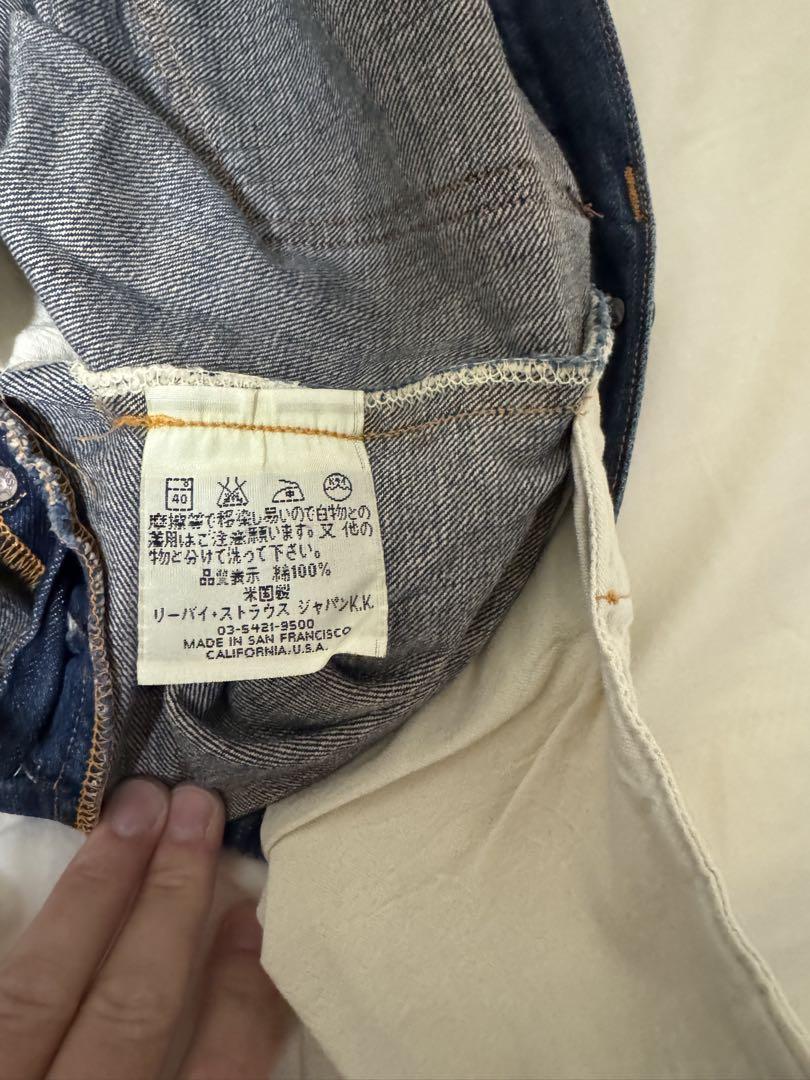 40
摩擦等で移染し易いので白物との
着用はご注意願います。又 他の
物と分けて洗って下さい。
品質表示 綿100%
米国製
リーバイ・ストラウス ジャパンK.K.
03-5421-9500
MADE IN SAN FRANCISCO
CALIFORNIA, U.S.A.